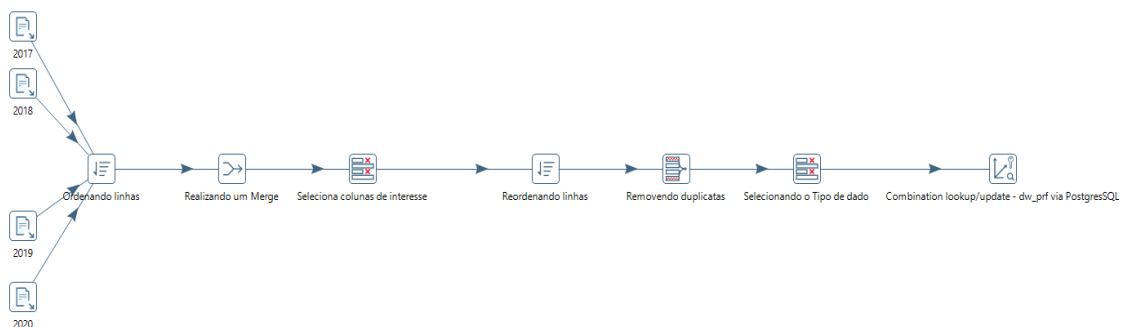 2017
2018
Ordenando linhas
Realizando um Merge
Seleciona colunas de interesse
Reordenando linhas
Removendo duplicatas
Selecionando o Tipo de dado
Combination lookup/update - dw_prf via PostgresSQL
2019
2020